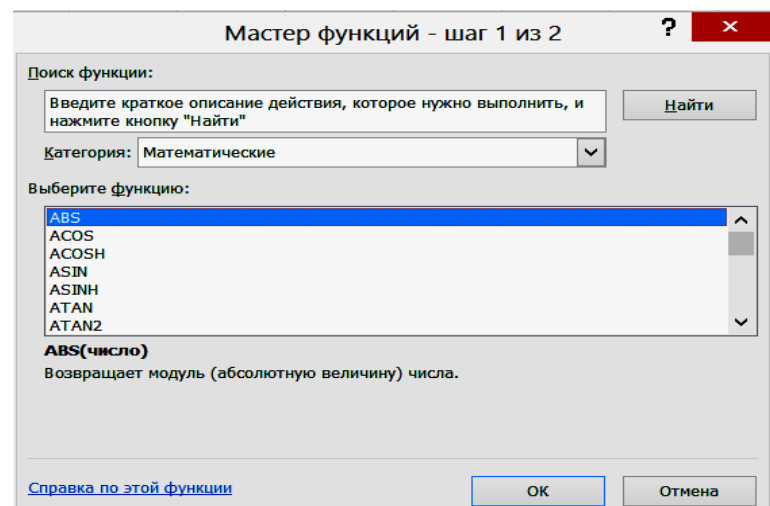 Мастер функций - шаг 1 из 2
?
×
Поиск функции:
Введите краткое описание действия, которое нужно выполнить, и
нажмите кнопку "Найти"
Найти
Категория: Математические
Выберите функцию:
ABS
ACOS
ACOSH
ASIN
ASINH
ATAN
ATAN2
ABS(число)
Возвращает модуль (абсолютную величину) числа.
Справка по этой функции
ОК
Отмена